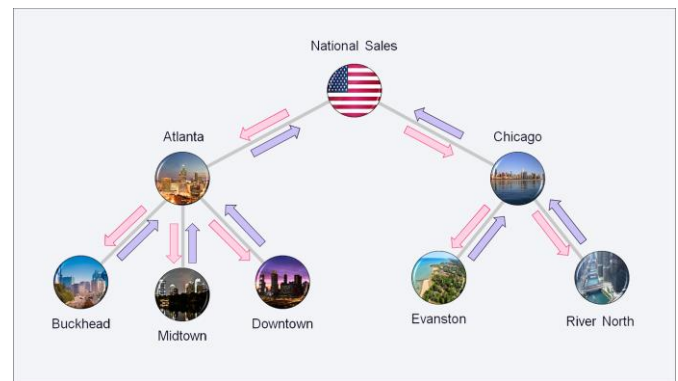 National Sales
Atlanta
Chicago
Buckhead
Midtown
Downtown
Evanston
River North